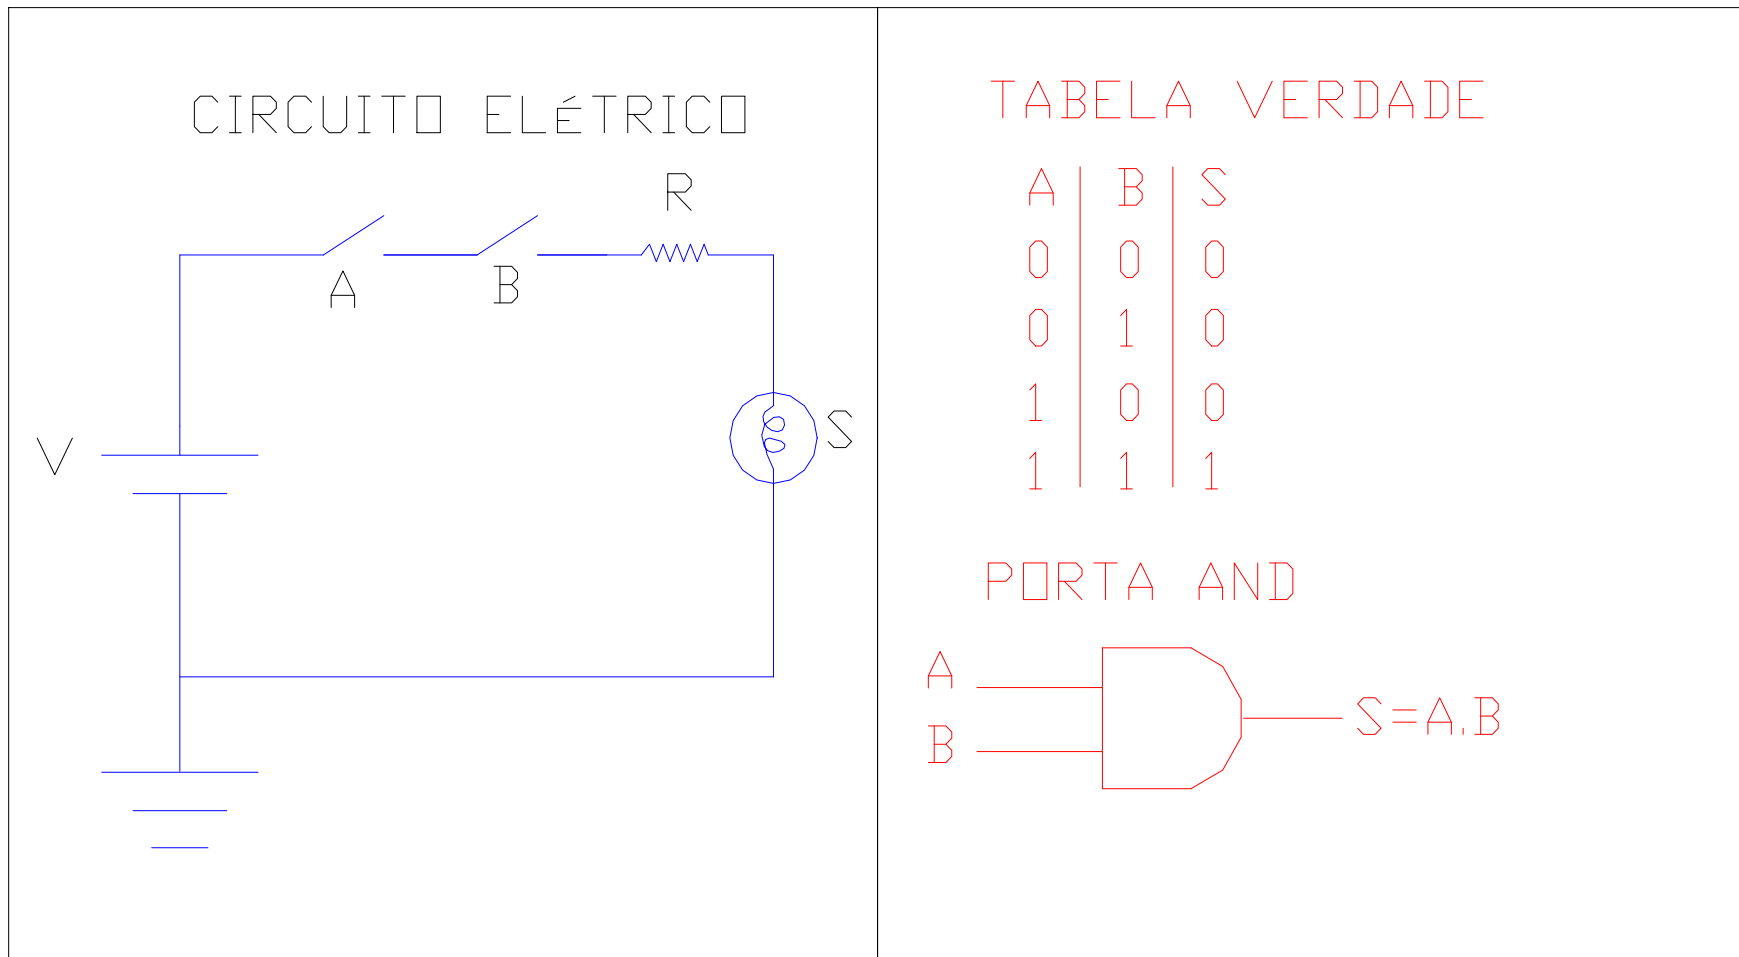 CIRCUITO ELÉTRICO
R
A B
V
S
TABELA VERDADE
A B S
0 0 0
0 1 0
1 0 0
1 1 1
PORTA AND
A
B
S=A.B